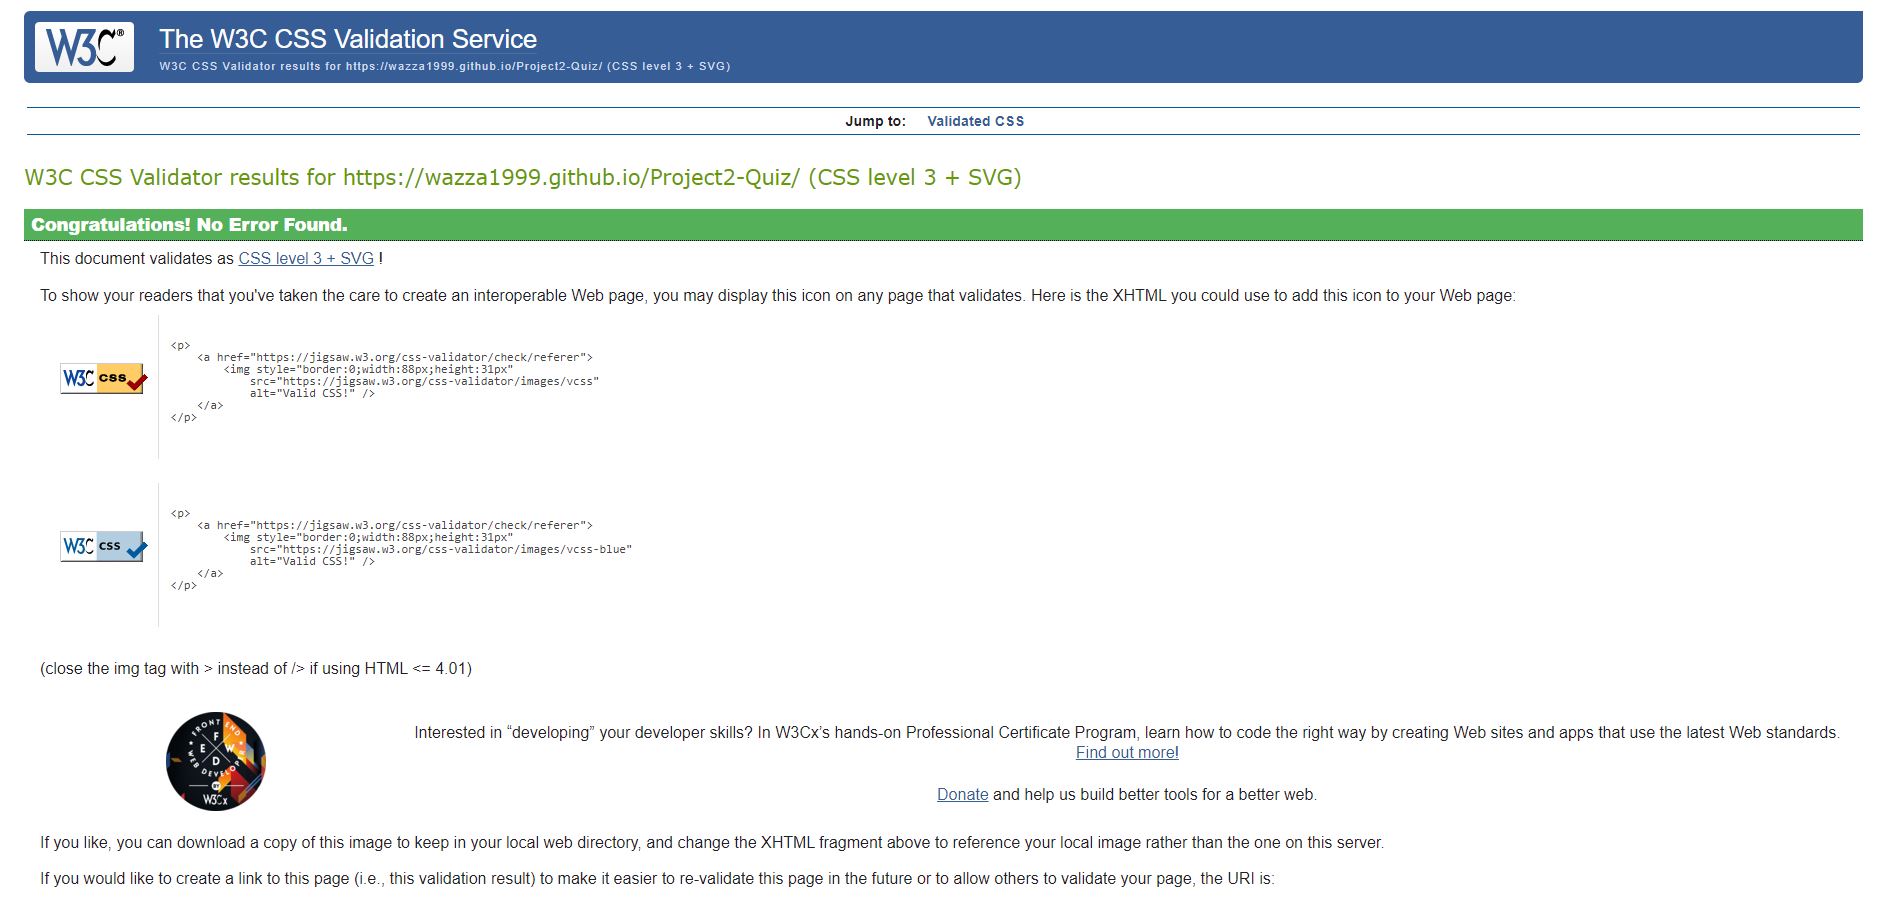 W3C®
The W3C CSS Validation Service
W3C CSS Validator results for https://wazza1999.github.io/Project2-Quiz/ (CSS level 3 + SVG)
Jump to: Validated CSS
W3C CSS Validator results for https://wazza1999.github.io/Project2-Quiz/ (CSS level 3 + SVG)
Congratulations! No Error Found.
This document validates as CSS level 3 + SVG !
To show your readers that you've taken the care to create an interoperable Web page, you may display this icon on any page that validates. Here is the XHTML you could use to add this icon to your Web page:
W3C css
<p>
    <a href="https://jigsaw.w3.org/css-validator/check/referer">
        <img style="border:0;width:88px;height:31px"
            src="https://jigsaw.w3.org/css-validator/images/vcss"
            alt="Valid CSS!" />
    </a>
</p>
W3C css
<p>
    <a href="https://jigsaw.w3.org/css-validator/check/referer">
        <img style="border:0;width:88px;height:31px"
            src="https://jigsaw.w3.org/css-validator/images/vcss-blue"
            alt="Valid CSS!" />
    </a>
</p>
(close the img tag with > instead of /> if using HTML <= 4.01)
FRONT END
WEB DEVELOPER
F
E W
D
BY
W3Cx
Interested in “developing” your developer skills? In W3Cx’s hands-on Professional Certificate Program, learn how to code the right way by creating Web sites and apps that use the latest Web standards.
Find out more!
Donate and help us build better tools for a better web.
If you like, you can download a copy of this image to keep in your local web directory, and change the XHTML fragment above to reference your local image rather than the one on this server.
If you would like to create a link to this page (i.e., this validation result) to make it easier to re-validate this page in the future or to allow others to validate your page, the URI is: